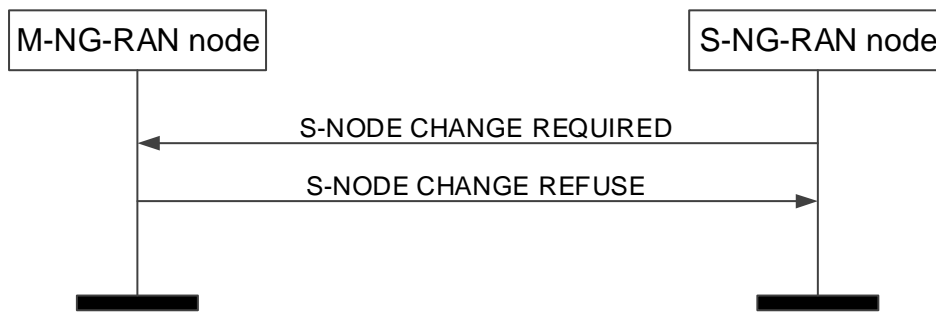 M-NG-RAN node
S-NG-RAN node
S-NODE CHANGE REQUIRED
S-NODE CHANGE REFUSE